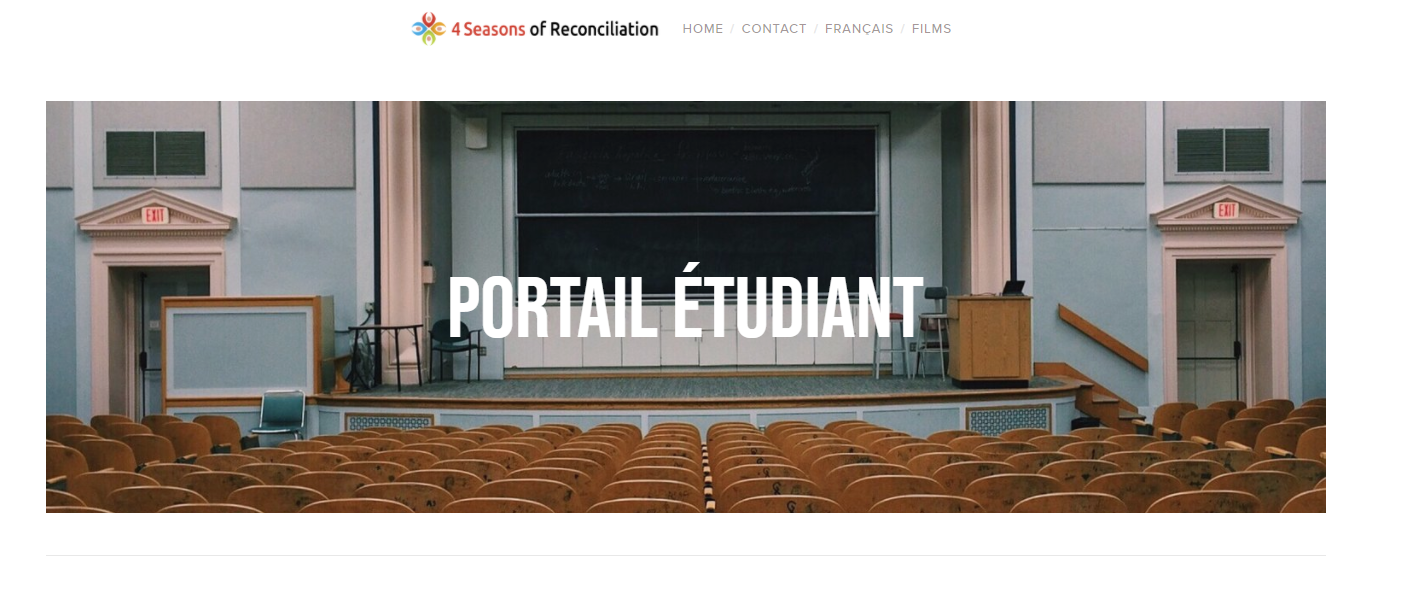 4 Seasons of Reconciliation
HOME / CONTACT / FRANÇAIS / FILMS
EXIT
EXIT
PORTAIL ÉTUDIANT